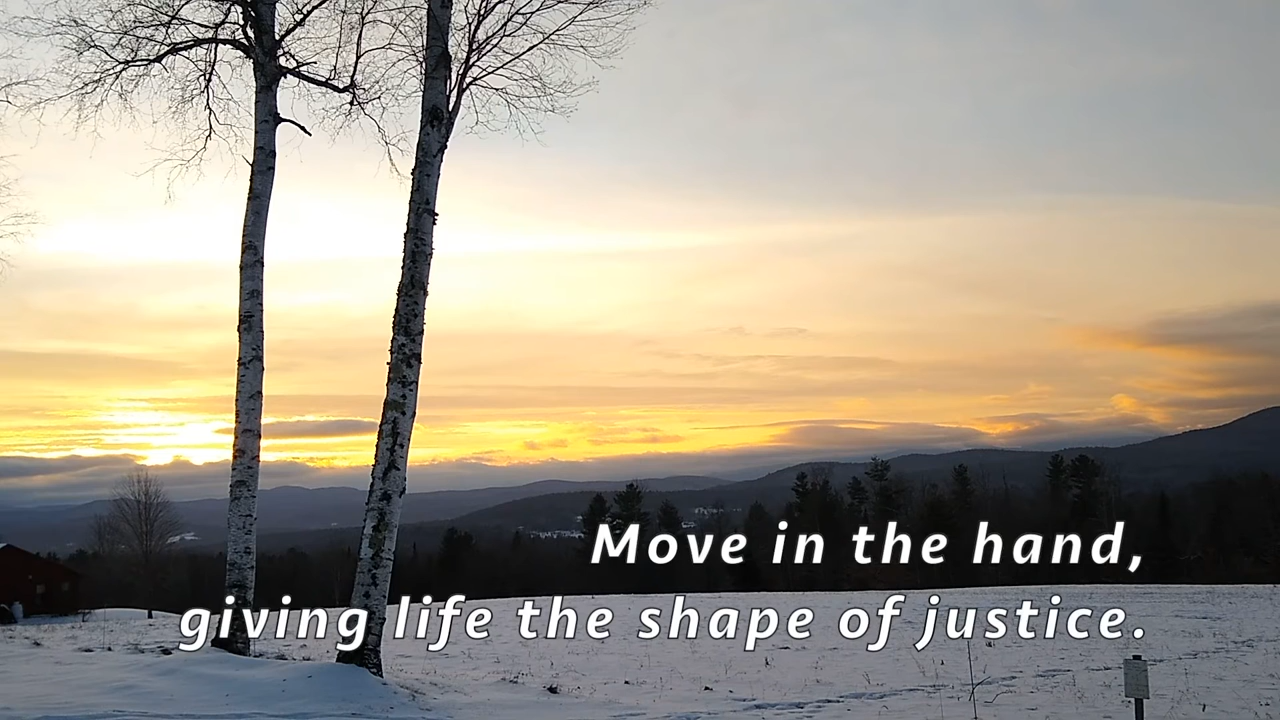 Move in the hand,
giving life the shape of justice.